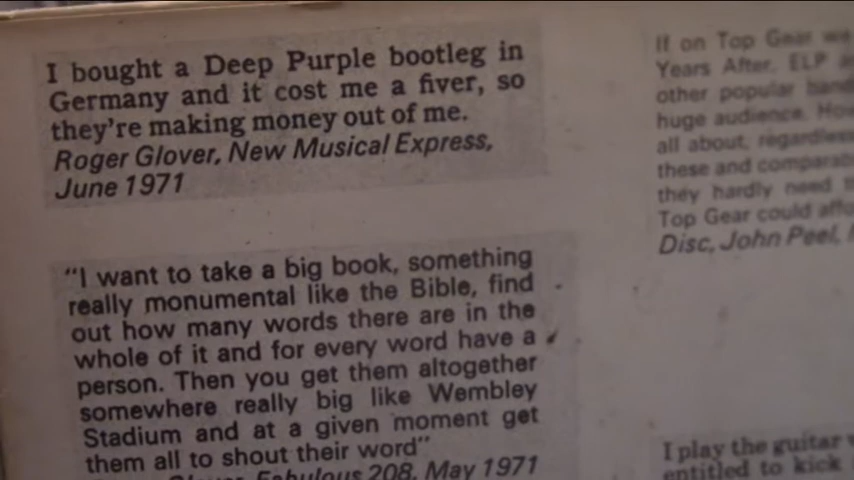 I bought a Deep Purple bootleg in
Germany and it cost me a fiver, so
they're making money out of me.
Roger Glover, New Musical Express,
June 1971
"I want to take a big book, something
really monumental like the Bible, find
out how many words there are in the
whole of it and for every word have a
person. Then you get them altogether
somewhere really big like Wembley
Stadium and at a given moment get
them all to shout their word"
Glover, Fabulous 208, May 1971
If on Top Gear we
Years After, ELP
other popular
huge audience.
all about, regardless
these and
they hardly need
Top Gear could
Disc, John Peel,
I play the guitar
entitled to kick